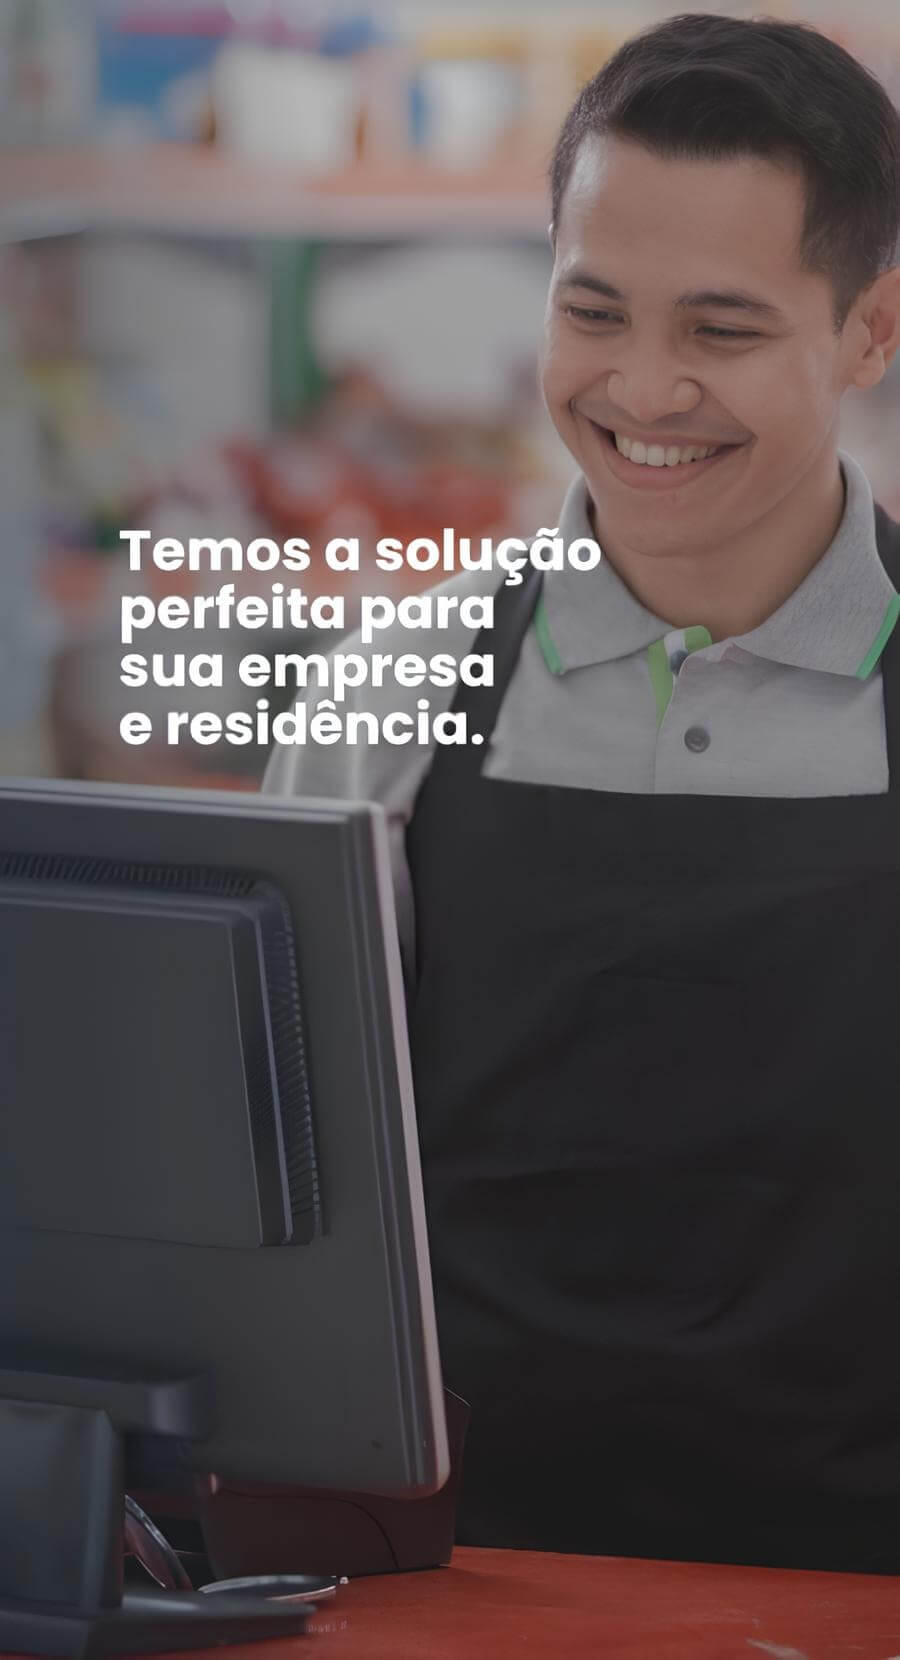 Temos a solução
perfeita para
sua empresa
e residência.